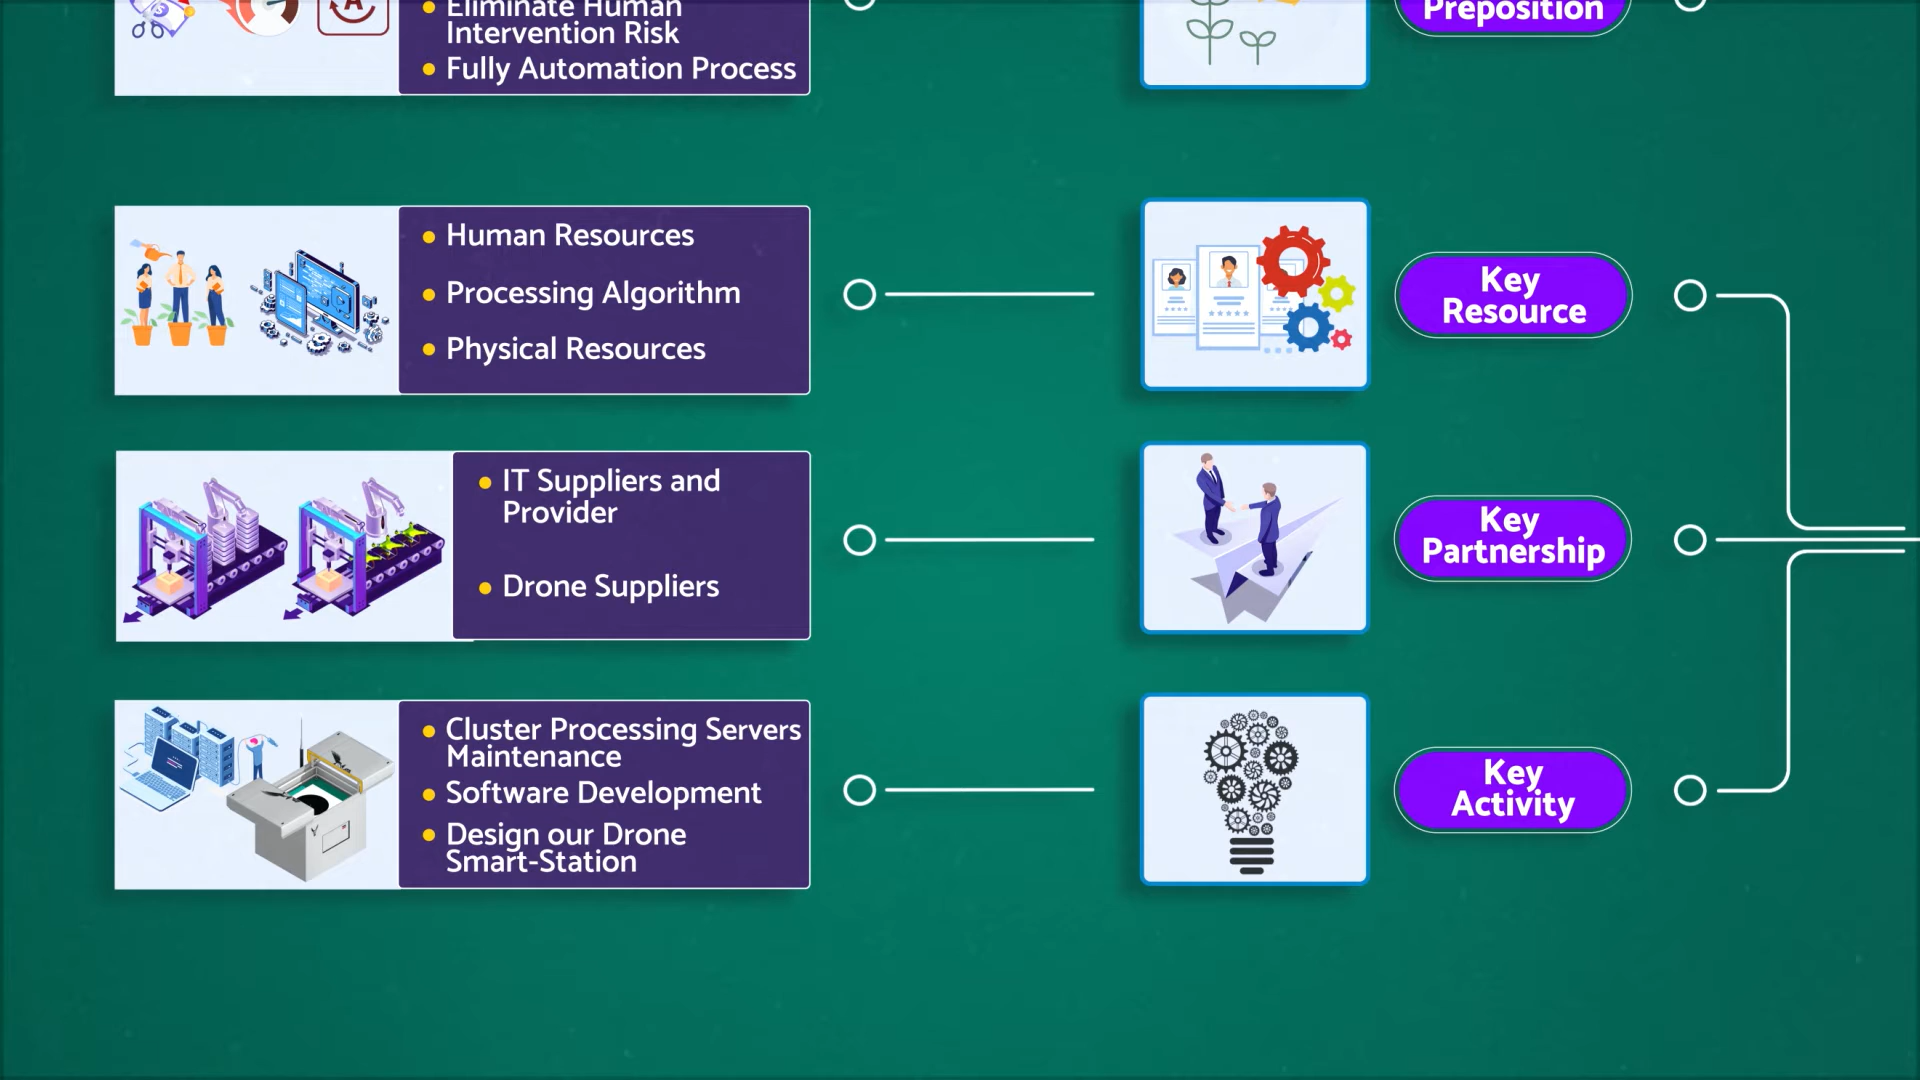 Eliminate Human
Intervention Risk
Fully Automation Process
Preposition
Human Resources
Processing Algorithm
Physical Resources
Key
Resource
IT Suppliers and
Provider
Drone Suppliers
Key
Partnership
Cluster Processing Servers
Maintenance
Software Development
Design our Drone
Smart-Station
Key
Activity